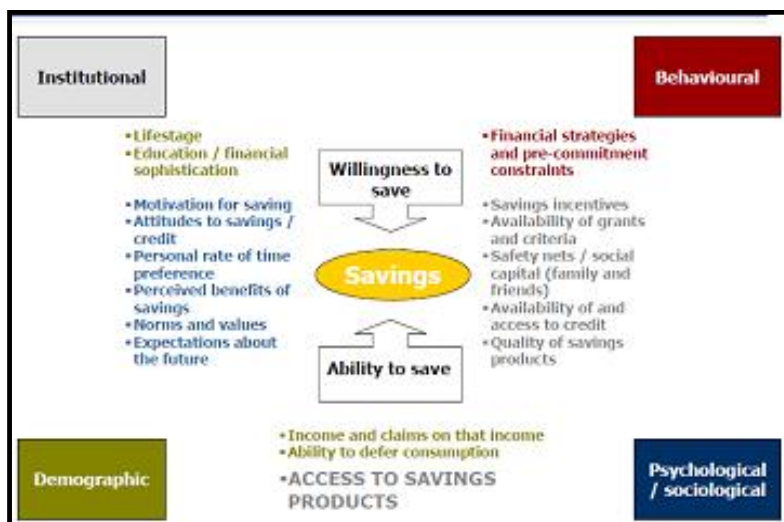 Institutional
Behavioural
•Lifestage
•Education / financial
sophistication
•Motivation for saving
•Attitudes to savings /
credit
•Personal rate of time
preference
•Perceived benefits of
savings
•Norms and values
•Expectations about
the future
Willingness to
save
Savings
Ability to save
•Financial strategies
and pre-commitment
constraints
•Savings incentives
•Availability of grants
and criteria
•Safety nets / social
capital (family and
friends)
•Availability of and
access to credit
•Quality of savings
products
•Income and claims on that income
•Ability to defer consumption
•ACCESS TO SAVINGS
PRODUCTS
Demographic
Psychological
/ sociological